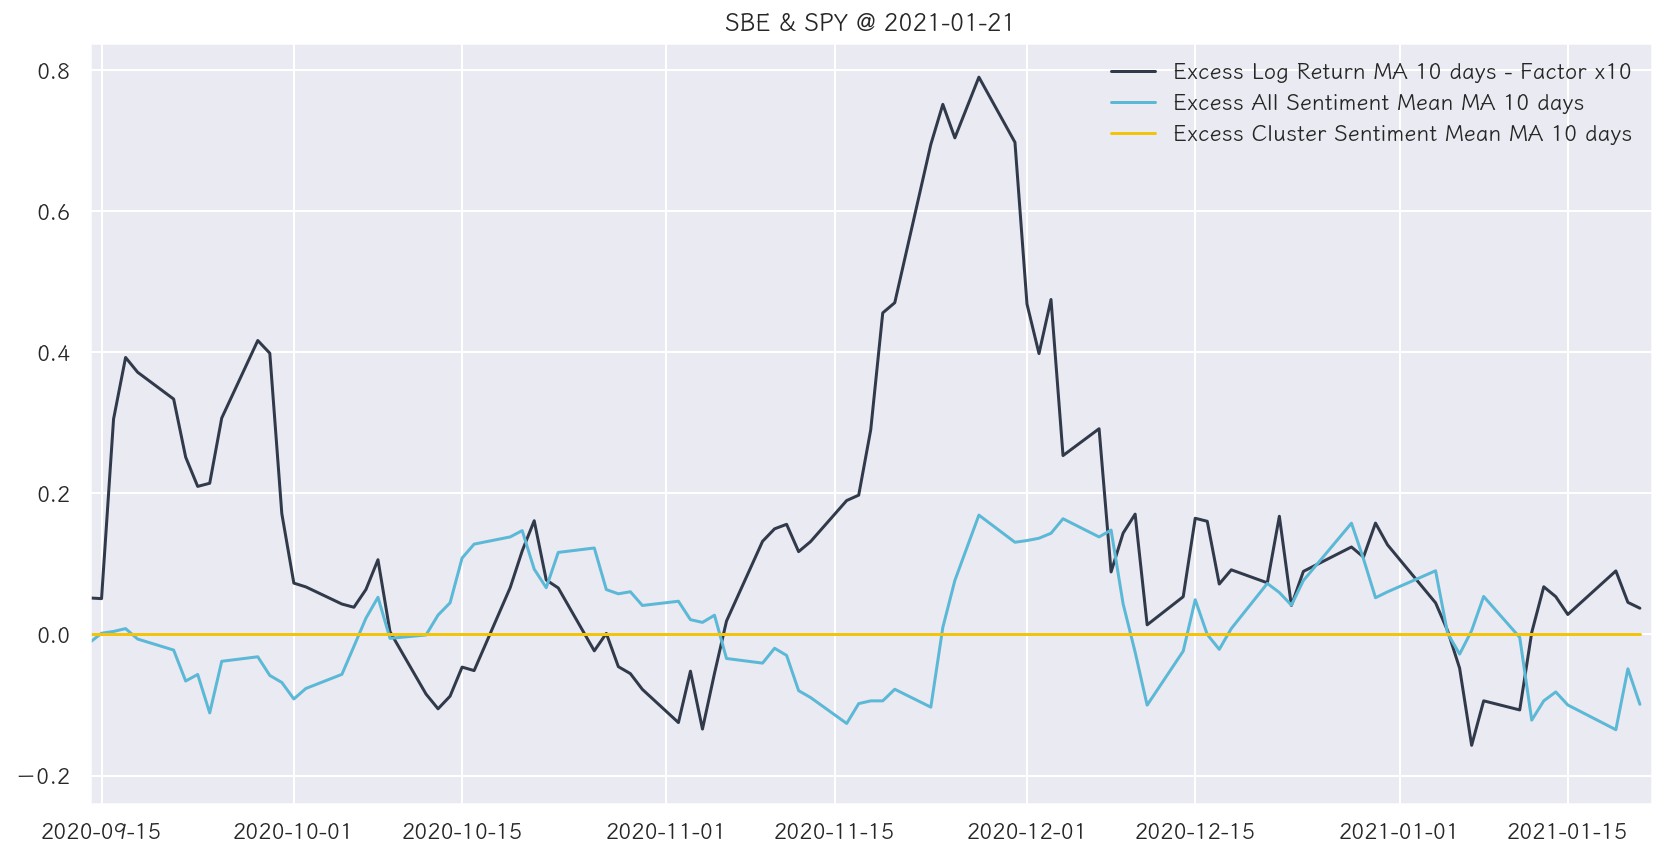 SBE & SPY @ 2021-01-21
Excess Log Return MA 10 days - Factor x10
Excess All Sentiment Mean MA 10 days
Excess Cluster Sentiment Mean MA 10 days
0.8
0.6
0.4
0.2
0.0
−0.2
2020-09-15 2020-10-01 2020-10-15 2020-11-01 2020-11-15 2020-12-01 2020-12-15 2021-01-01 2021-01-15